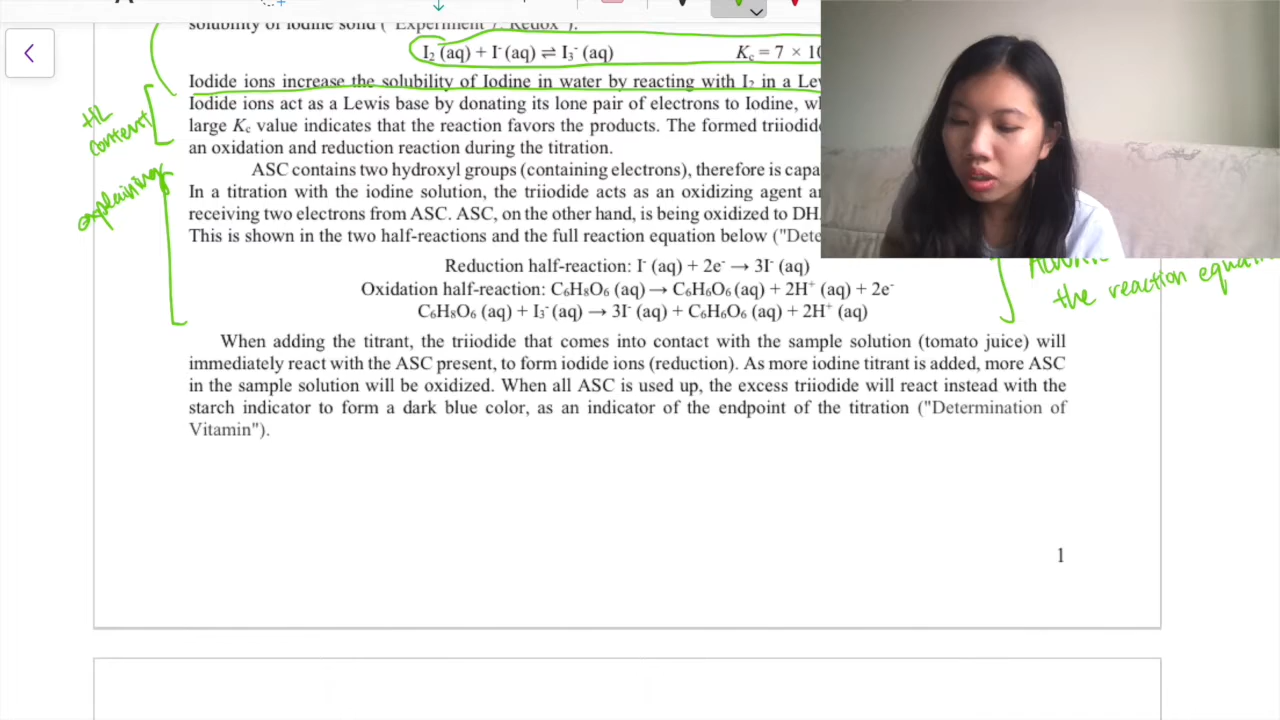 solubility of iodine solid ("Experiment 7: Redox").
I₂ (aq) + I⁻ (aq) ⇌ I₃⁻ (aq) K꜀ = 7 × 10
Iodide ions increase the solubility of Iodine in water by reacting with I₂ in a Le
Iodide ions act as a Lewis base by donating its lone pair of electrons to Iodine,
large K꜀ value indicates that the reaction favors the products. The formed triiodid
an oxidation and reduction reaction during the titration.
HL
content
ASC contains two hydroxyl groups (containing electrons), therefore is capa
In a titration with the iodine solution, the triiodide acts as an oxidizing agent
receiving two electrons from ASC. ASC, on the other hand, is being oxidized to DH
This is shown in the two half-reactions and the full reaction equation below ("Dete
explaining
Reduction half-reaction: I⁻ (aq) + 2e⁻ → 3I⁻ (aq)
Oxidation half-reaction: C₆H₈O₆ (aq) → C₆H₆O₆ (aq) + 2H⁺ (aq) + 2e⁻
C₆H₈O₆ (aq) + I₃⁻ (aq) → 3I⁻ (aq) + C₆H₆O₆ (aq) + 2H⁺ (aq)
the reaction
When adding the titrant, the triiodide that comes into contact with the sample solution (tomato juice) will
immediately react with the ASC present, to form iodide ions (reduction). As more iodine titrant is added, more ASC
in the sample solution will be oxidized. When all ASC is used up, the excess triiodide will react instead with the
starch indicator to form a dark blue color, as an indicator of the endpoint of the titration ("Determination of
Vitamin").
1